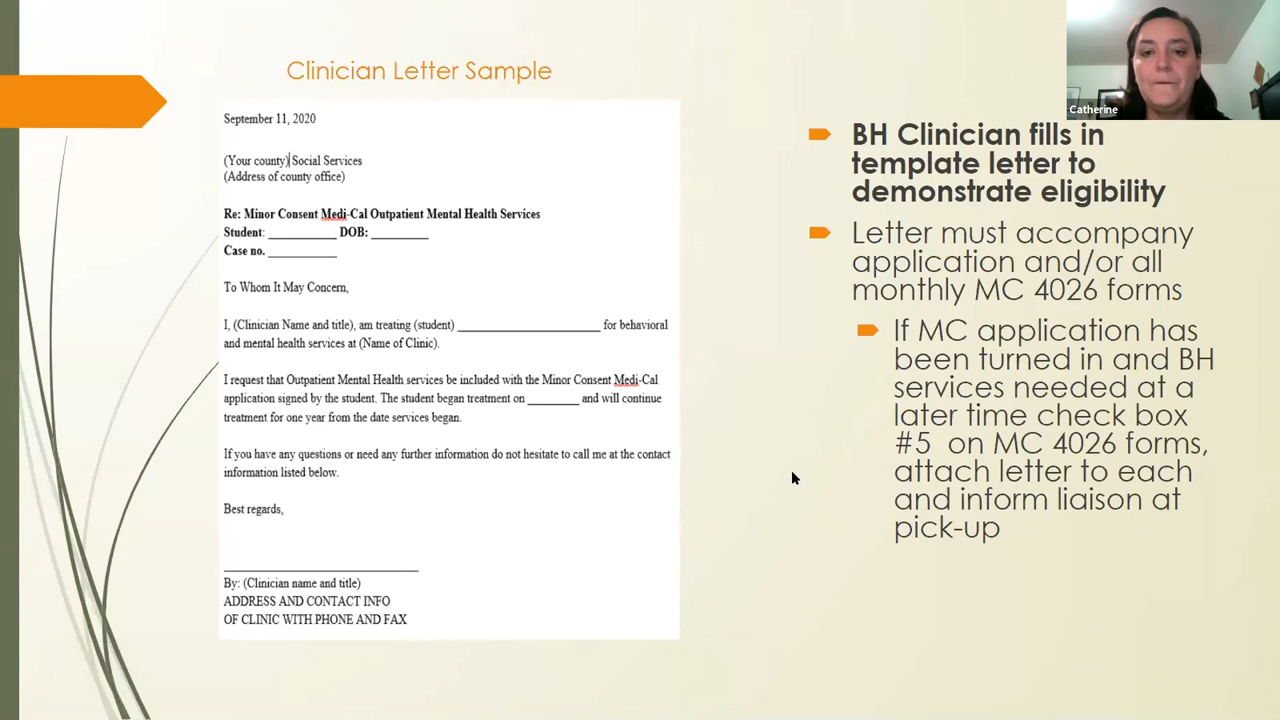 Clinician Letter Sample
September 11, 2020
(Your county) Social Services
(Address of county office)
Re: Minor Consent Medi-Cal Outpatient Mental Health Services
Student: ____________ DOB: __________
Case no. ____________
To Whom It May Concern,
I, (Clinician Name and title), am treating (student) _________________________ for behavioral
and mental health services at (Name of Clinic).
I request that Outpatient Mental Health services be included with the Minor Consent Medi-Cal
application signed by the student. The student began treatment on _________ and will continue
treatment for one year from the date services began.
If you have any questions or need any further information do not hesitate to call me at the contact
information listed below.
Best regards,
__________________________________
By: (Clinician name and title)
ADDRESS AND CONTACT INFO
OF CLINIC WITH PHONE AND FAX
Catherine
BH Clinician fills in
template letter to
demonstrate eligibility
Letter must accompany
application and/or all
monthly MC 4026 forms
If MC application has
been turned in and BH
services needed at a
later time check box
#5 on MC 4026 forms,
attach letter to each
and inform liaison at
pick-up